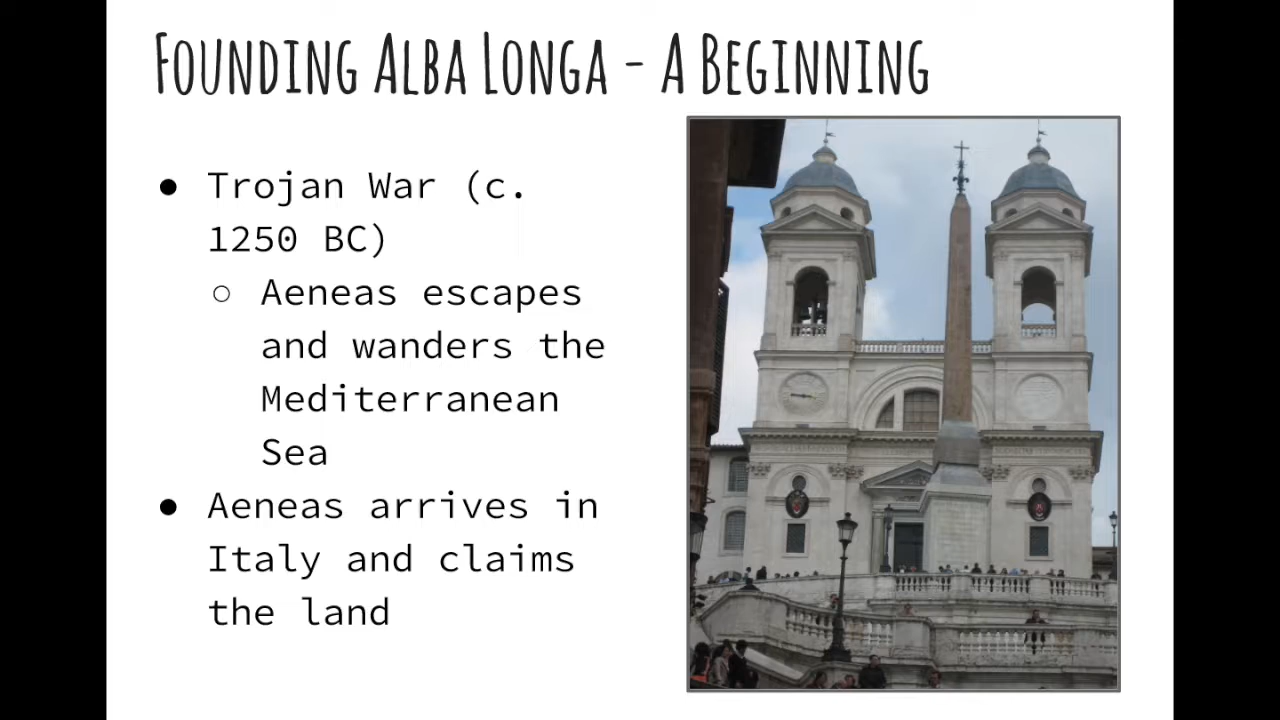 Founding Alba Longa - A Beginning
● Trojan War (c.
1250 BC)
○ Aeneas escapes
and wanders the
Mediterranean
Sea
● Aeneas arrives in
Italy and claims
the land